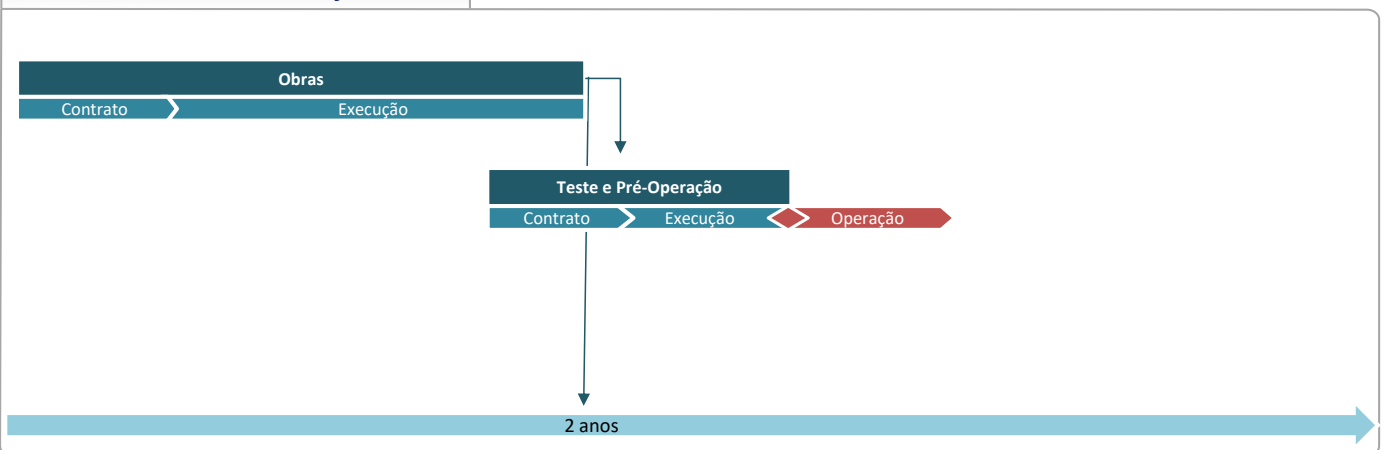 Obras
Contrato
Execução
Teste e Pré-Operação
Contrato
Execução
Operação
2 anos